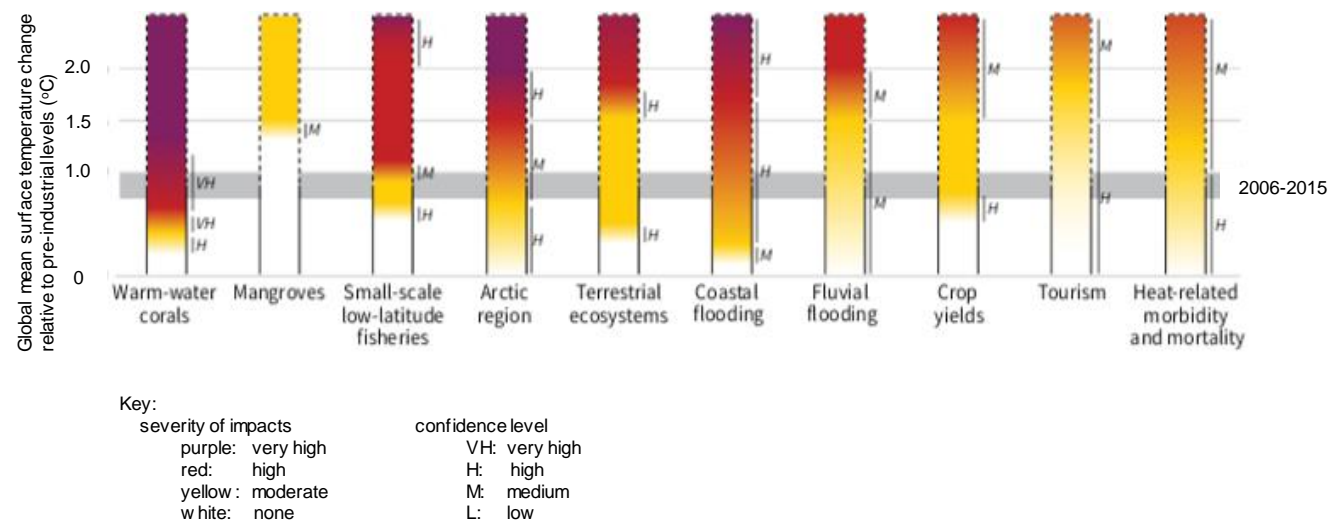 Global mean surface temperature change
relative to pre-industrial levels (ºC)
2.0
1.5
1.0
0
H
M
H
H
H
H
M
M
H
VH
M
M
H
2006-2015
VH
H
M
H
H
H
H
H
M
H
M
Warm-water
corals
Mangroves
Small-scale
low-latitude
fisheries
Arctic
region
Terrestrial
ecosystems
Coastal
flooding
Fluvial
flooding
Crop
yields
Tourism
Heat-related
morbidity
and mortality
Key:
severity of impacts
purple: very high
red: high
yellow: moderate
white: none
confidence level
VH: very high
H: high
M: medium
L: low